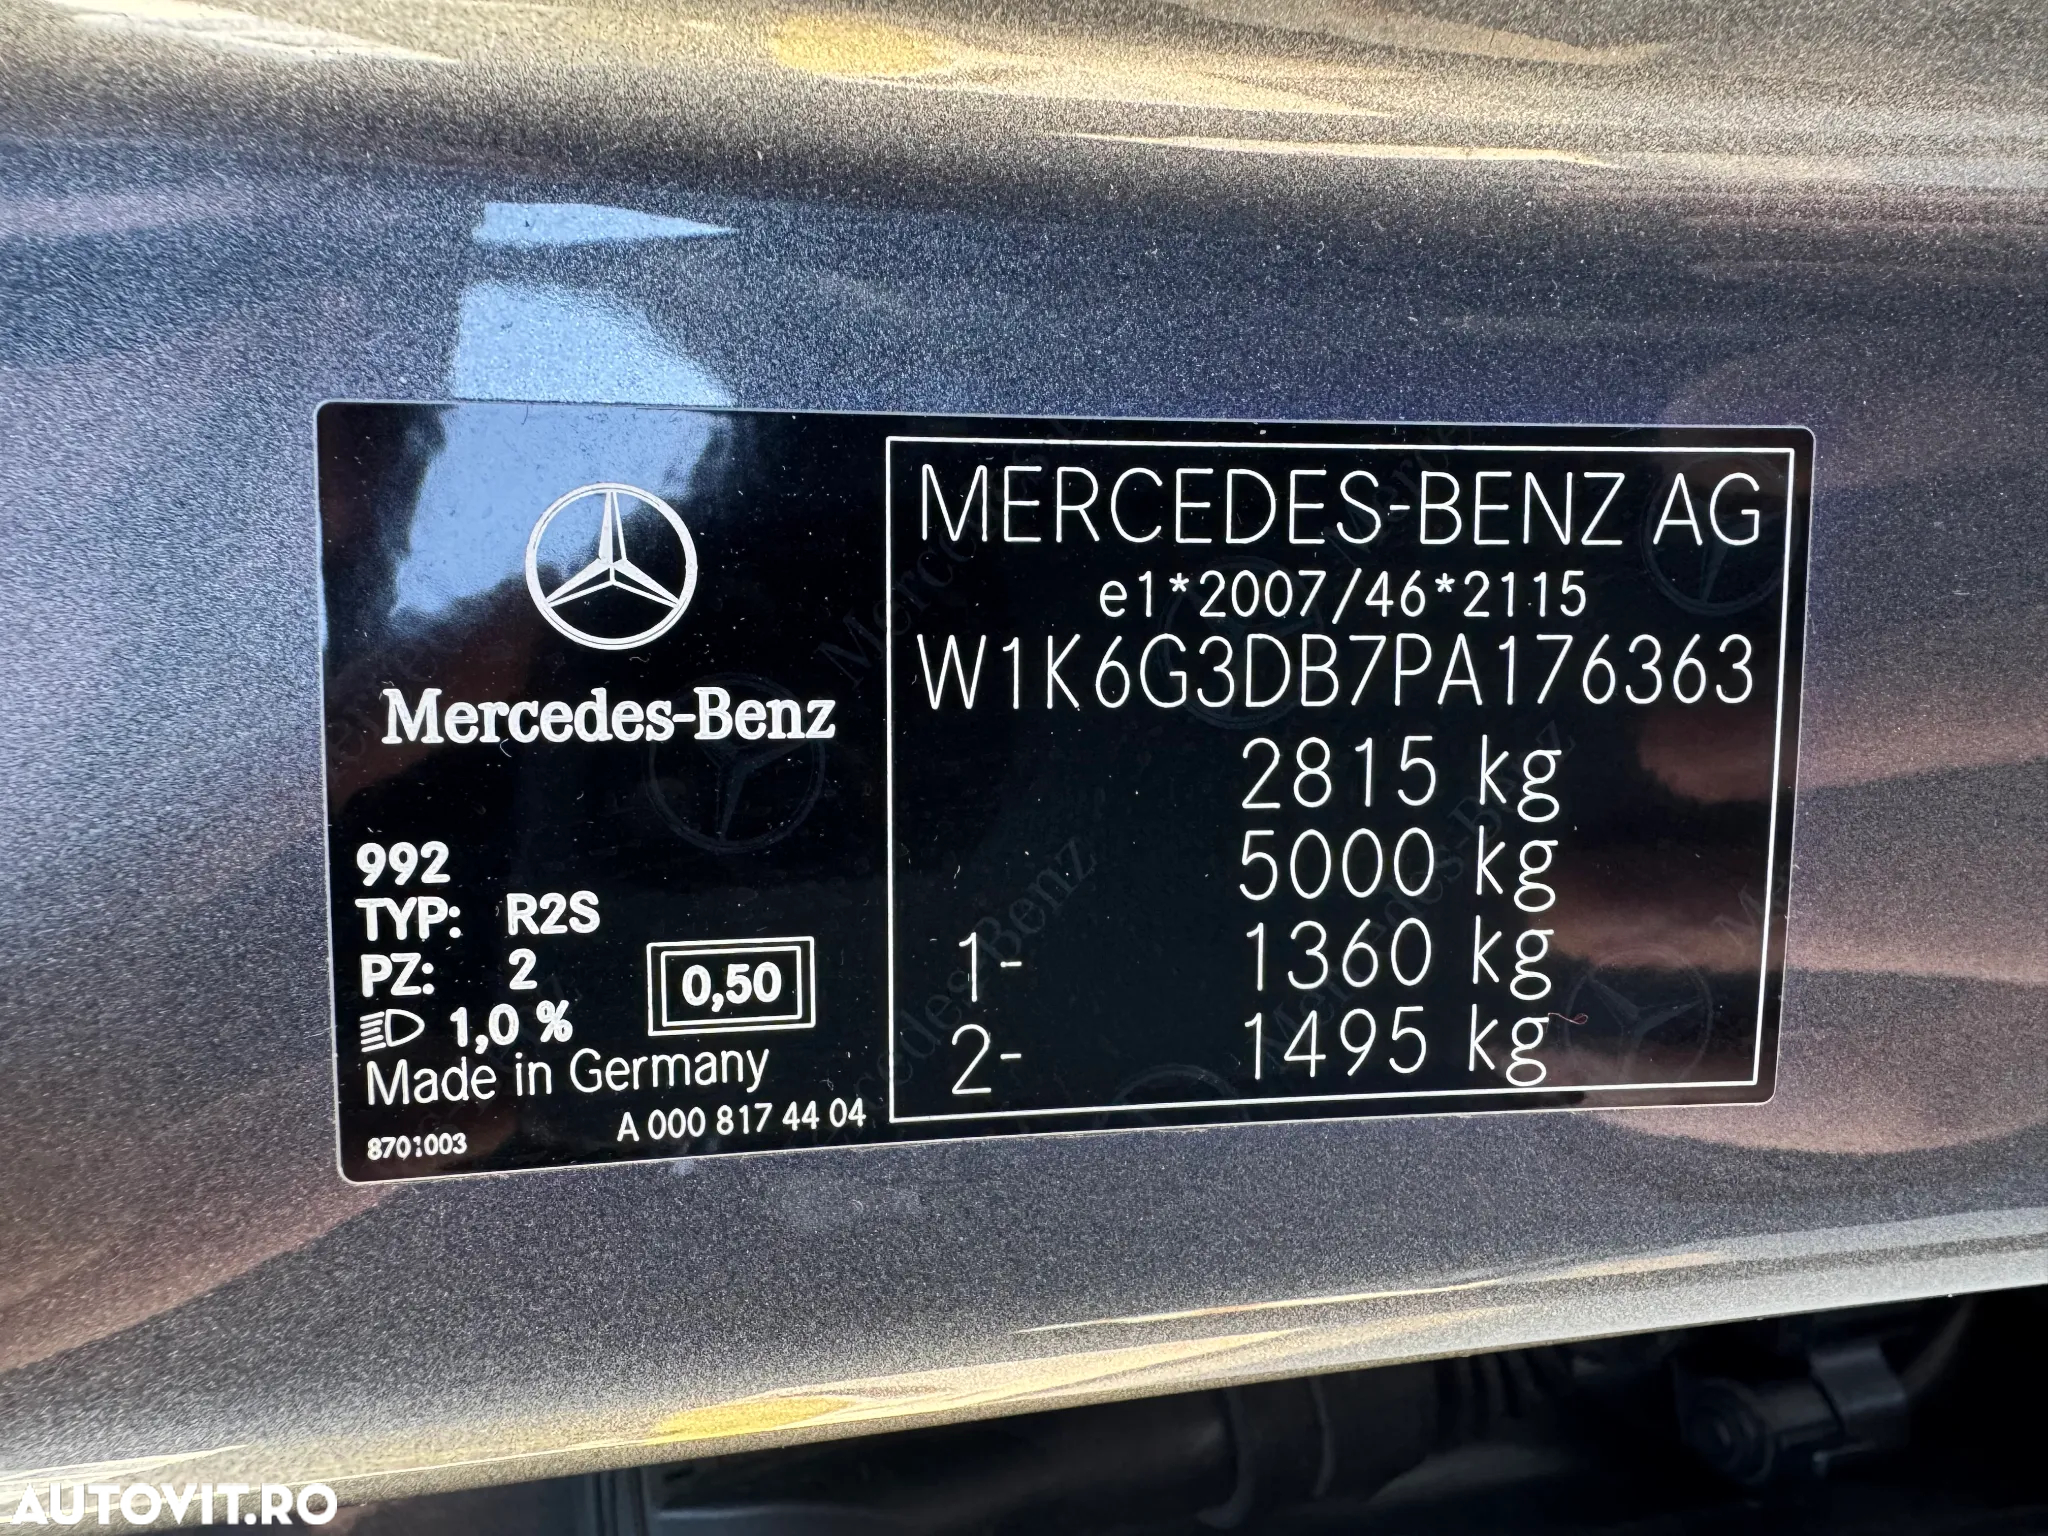 Mercedes-Benz
992
TYP: R2S
PZ: 2
1,0 %
0,50
Made in Germany
A 000 817 44 04
8701003
MERCEDES-BENZ AG
e1*2007/46*2115
W1K6G3DB7PA176363
2815 kg
5000 kg
1- 1360 kg
2- 1495 kg
AUTOVIT.RO